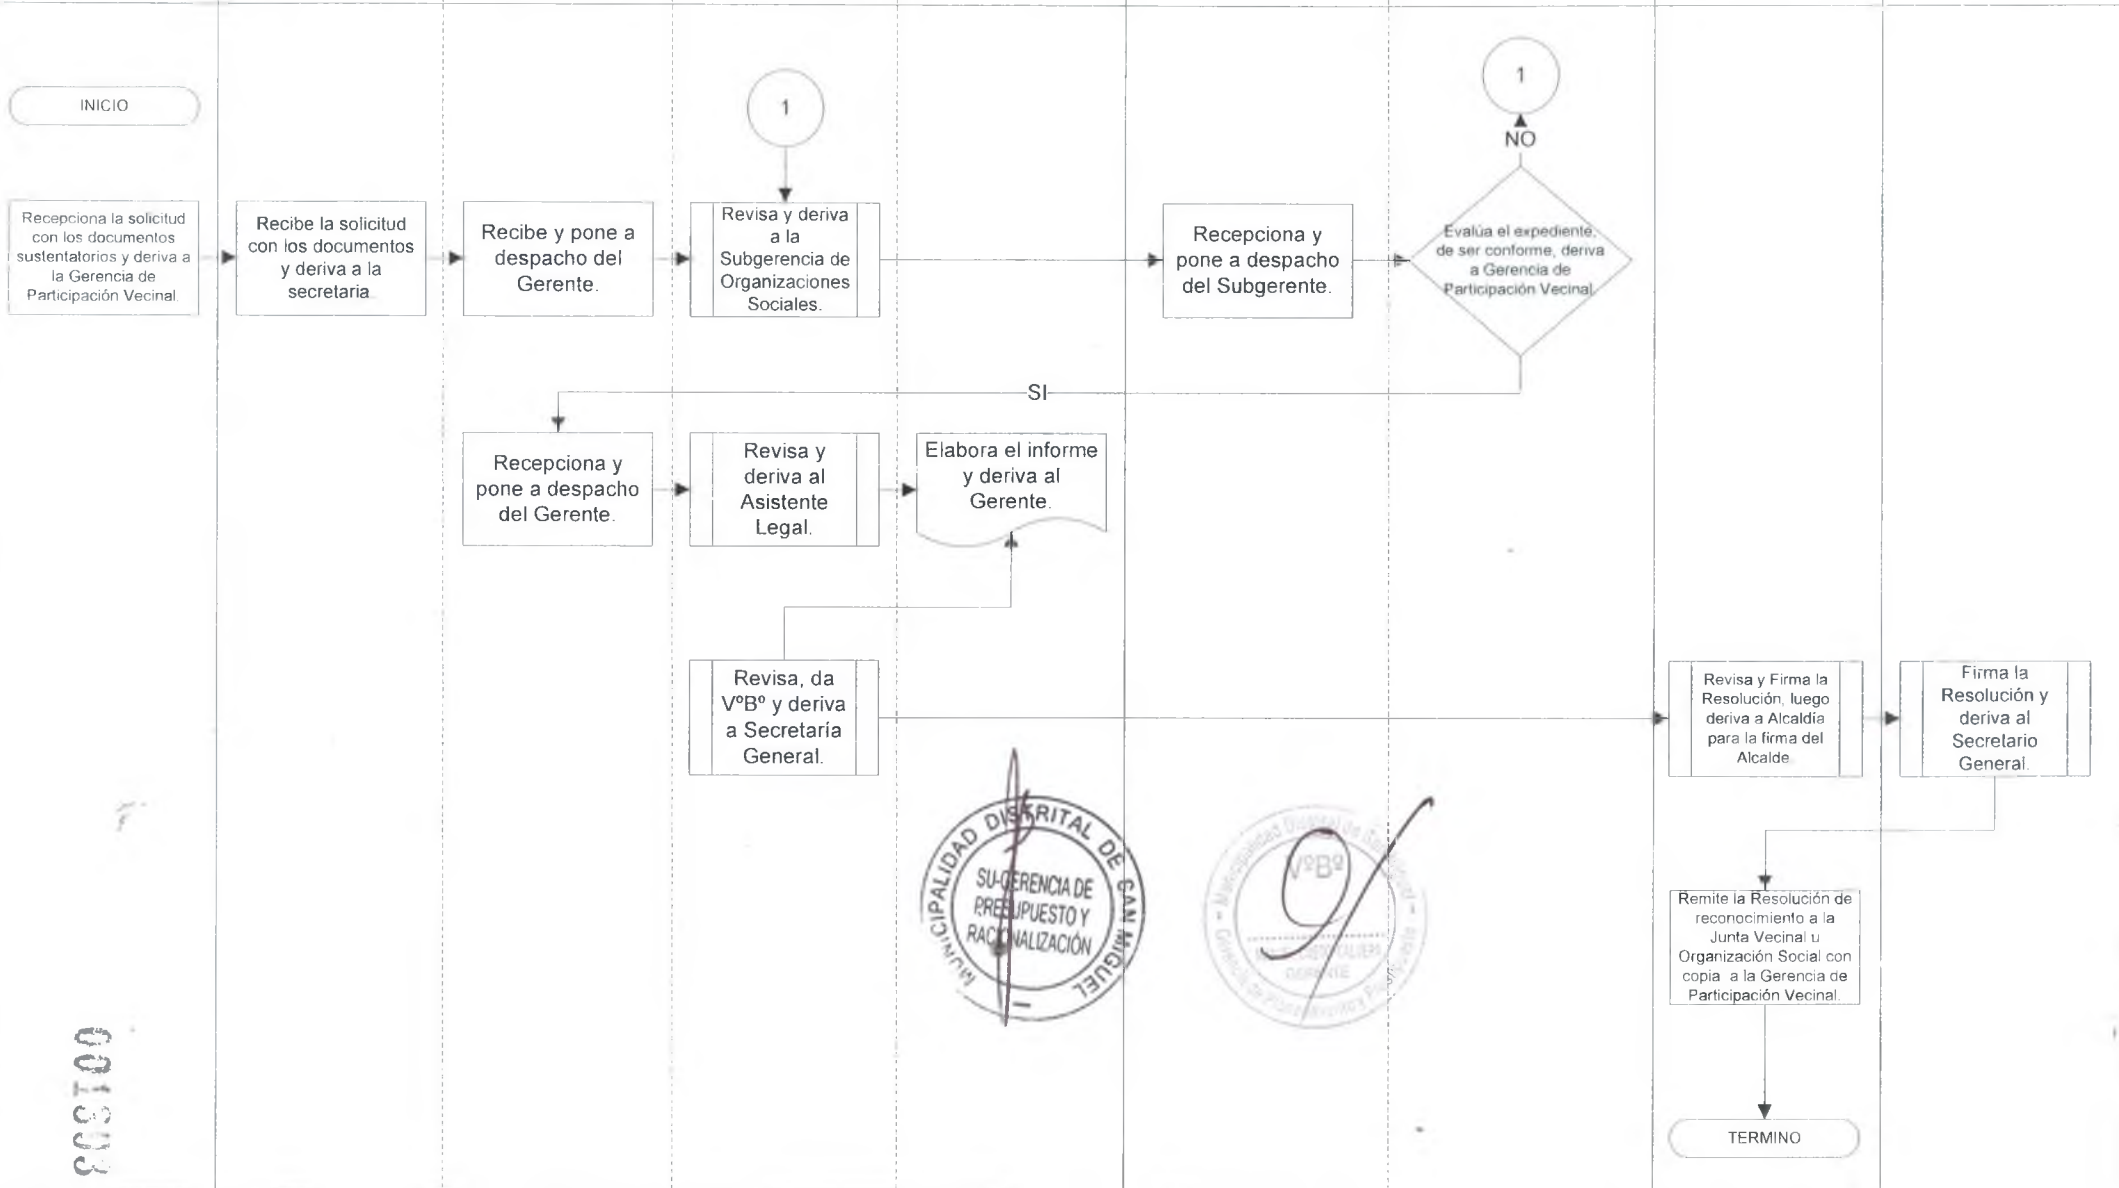 INICIO
1
1
NO
Recepciona la solicitud
con los documentos
sustentatorios y deriva a
la Gerencia de
Participación Vecinal.
Recibe la solicitud
con los documentos
y deriva a la
secretaria
Recibe y pone a
despacho del
Gerente.
Revisa y deriva
a la
Subgerencia de
Organizaciones
Sociales.
Recepciona y
pone a despacho
del Subgerente.
Evalúa el expediente,
de ser conforme, deriva
a Gerencia de
Participación Vecinal.
SI
Recepciona y
pone a despacho
del Gerente.
Revisa y
deriva al
Asistente
Legal.
Elabora el informe
y deriva al
Gerente.
Revisa, da
VºBº y deriva
a Secretaría
General.
Revisa y Firma la
Resolución, luego
deriva a Alcaldía
para la firma del
Alcalde
Firma la
Resolución y
deriva al
Secretario
General.
MUNICIPALIDAD DISTRITAL DE SAN MIGUEL
SU-GERENCIA DE
PRESUPUESTO Y
RACIONALIZACIÓN
Municipalidad Distrital de
VºBº
GERENTE
Remite la Resolución de
reconocimiento a la
Junta Vecinal u
Organización Social con
copia a la Gerencia de
Participación Vecinal.
TERMINO